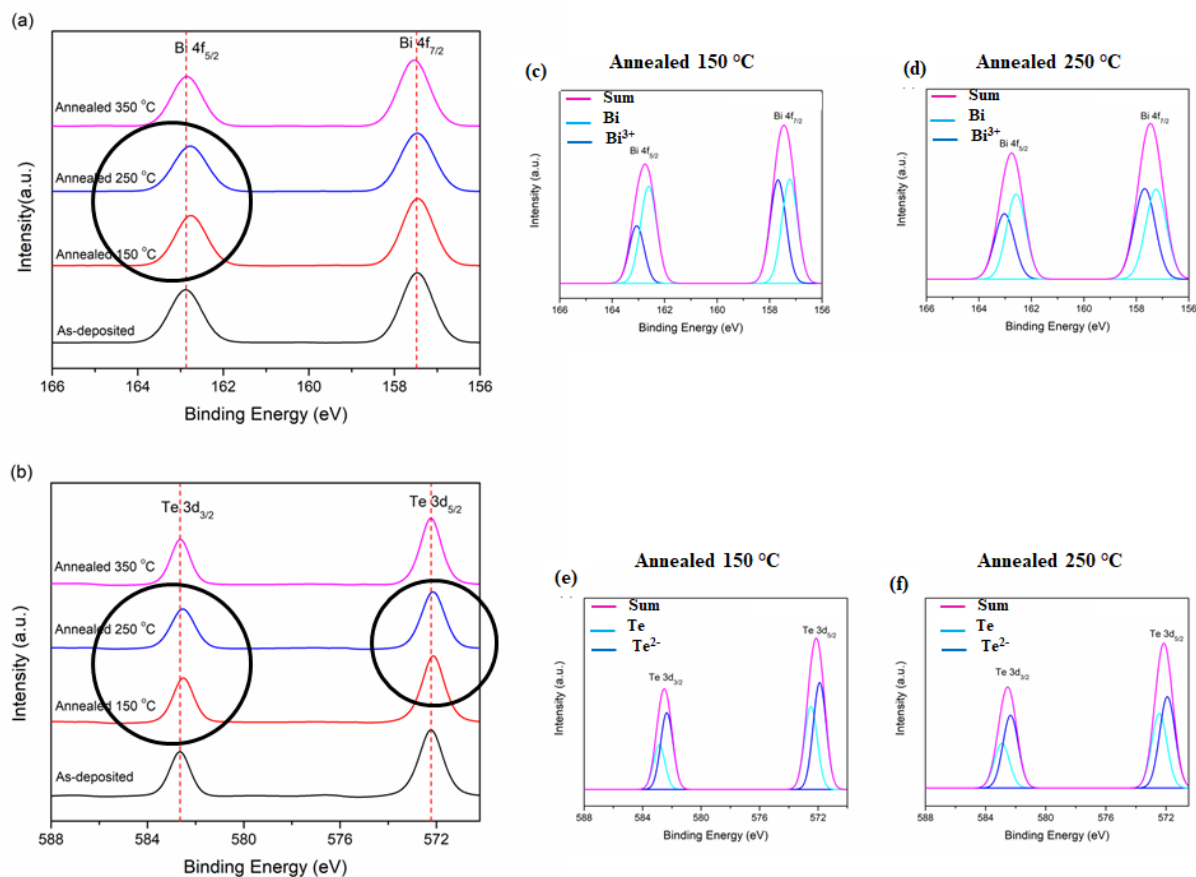 (a)
Bi 4f5/2
Bi 4f7/2
Annealed 350 °C
Annealed 250 °C
Annealed 150 °C
As-deposited
Intensity(a.u.)
166 164 162 160 158 156
Binding Energy (eV)
(c)
Annealed 150 °C
Sum
Bi
Bi3+
Bi 4f5/2
Bi 4f7/2
Intensity (a.u.)
166 164 162 160 158 156
Binding Energy (eV)
(d)
Annealed 250 °C
Sum
Bi
Bi3+
Bi 4f5/2
Bi 4f7/2
Intensity (a.u.)
166 164 162 160 158 156
Binding Energy (eV)
(b)
Te 3d3/2
Te 3d5/2
Annealed 350 °C
Annealed 250 °C
Annealed 150 °C
As-deposited
Intensity (a.u.)
588 584 580 576 572
Binding Energy (eV)
(e)
Annealed 150 °C
Sum
Te
Te2-
Te 3d3/2
Te 3d5/2
Intensity (a.u.)
588 584 580 576 572
Binding Energy (eV)
(f)
Annealed 250 °C
Sum
Te
Te2-
Te 3d3/2
Te 3d5/2
Intensity (a.u.)
588 584 580 576 572
Binding Energy (eV)